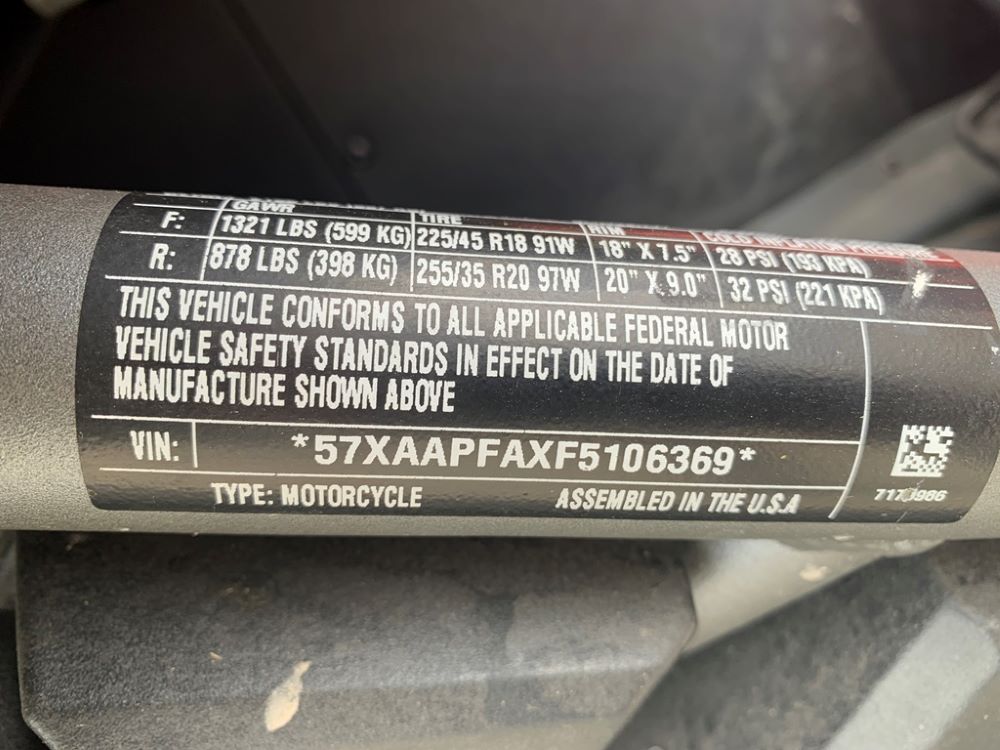 GAWR TIRE RIM COLD INFLATION PRESSURE
F: 1321 LBS (599 KG) 225/45 R18 91W 18" X 7.5" 28 PSI (193 KPA)
R: 878 LBS (398 KG) 255/35 R20 97W 20" X 9.0" 32 PSI (221 KPA)
THIS VEHICLE CONFORMS TO ALL APPLICABLE FEDERAL MOTOR
VEHICLE SAFETY STANDARDS IN EFFECT ON THE DATE OF
MANUFACTURE SHOWN ABOVE
VIN: *57XAAPFAXF5106369*
TYPE: MOTORCYCLE ASSEMBLED IN THE U.S.A